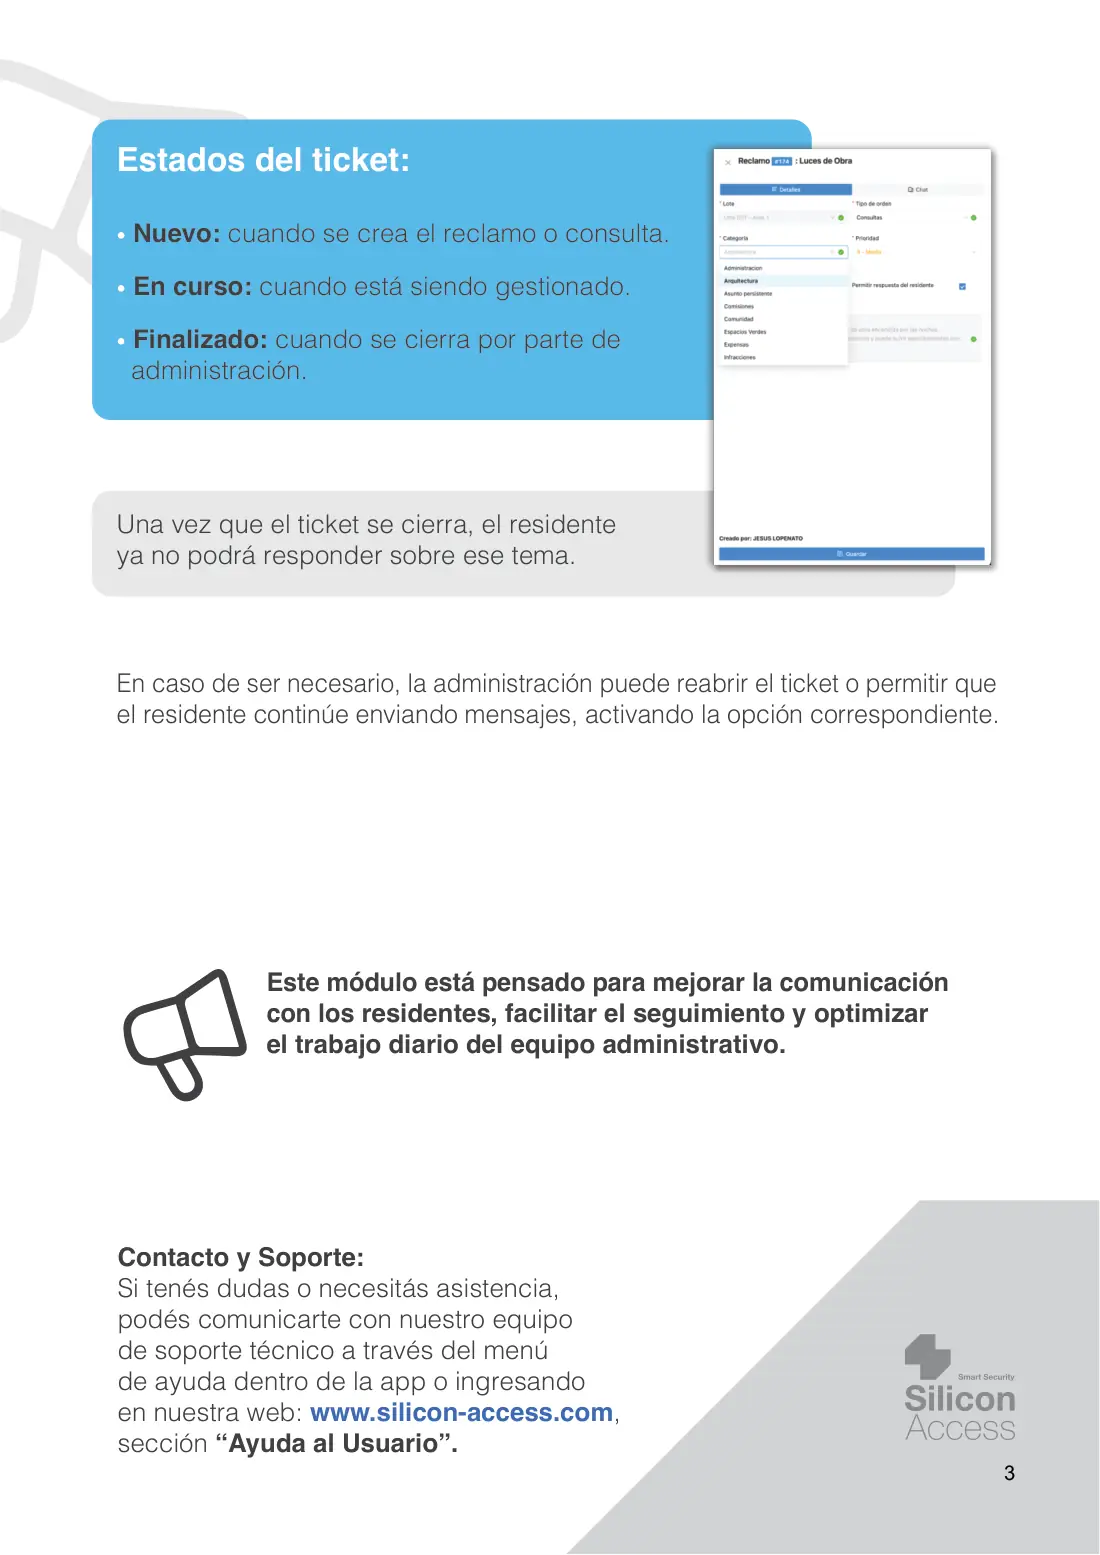 Estados del ticket:
• Nuevo: cuando se crea el reclamo o consulta.
• En curso: cuando está siendo gestionado.
• Finalizado: cuando se cierra por parte de
administración.
Reclamo #174 : Luces de Obra
Detalles
Chat
* Lote
* Tipo de orden
Consultas
* Categoría
* Prioridad
Arquitectura
4 - Medio
Administracion
Arquitectura
Asunto persistente
Comisiones
Comunidad
Espacios Verdes
Expensas
Infracciones
Permitir respuesta del residente
Creado por: JESUS LOPENATO
Guardar
Una vez que el ticket se cierra, el residente
ya no podrá responder sobre ese tema.
En caso de ser necesario, la administración puede reabrir el ticket o permitir que
el residente continúe enviando mensajes, activando la opción correspondiente.
Este módulo está pensado para mejorar la comunicación
con los residentes, facilitar el seguimiento y optimizar
el trabajo diario del equipo administrativo.
Contacto y Soporte:
Si tenés dudas o necesitás asistencia,
podés comunicarte con nuestro equipo
de soporte técnico a través del menú
de ayuda dentro de la app o ingresando
en nuestra web: www.silicon-access.com,
sección “Ayuda al Usuario”.
Smart Security
Silicon
Access
3